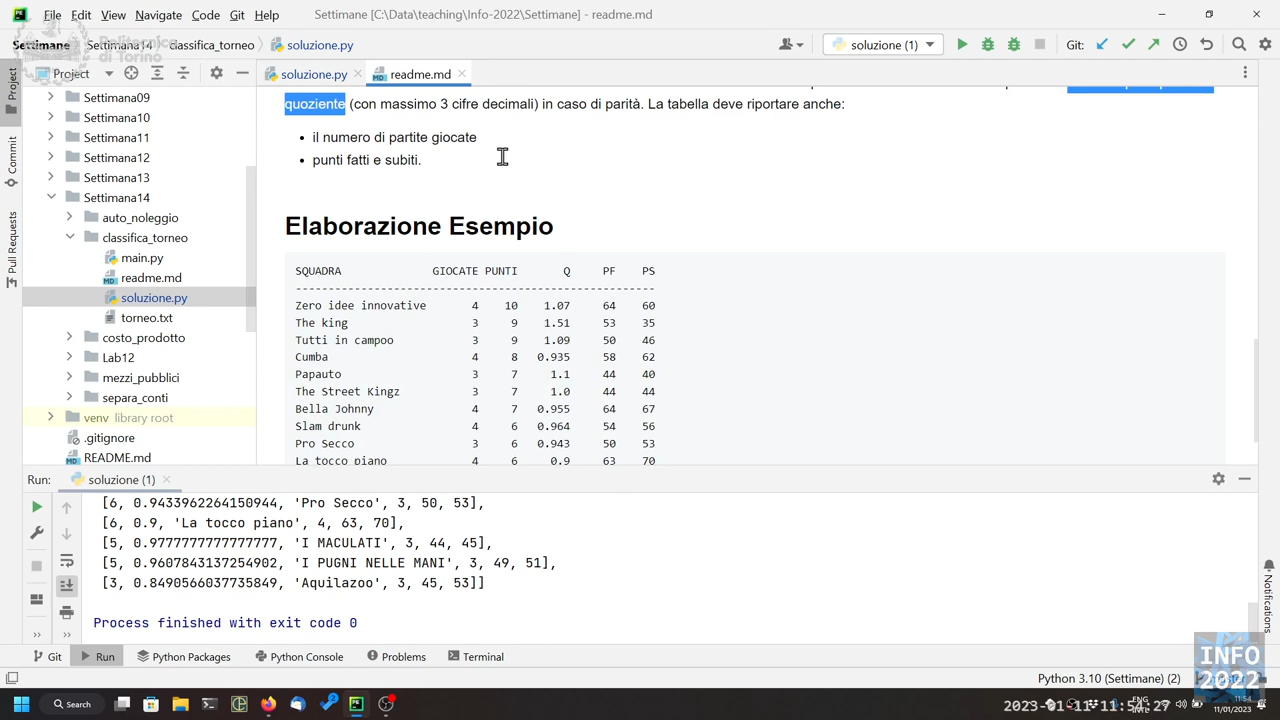 File Edit Navigate Code Git Help Settimane [C:\Data\teaching\Info-2022\Settimane] - readme.md
Settimane Settimana14 classifica_torneo soluzione.py soluzione (1) Git:
Politecnico
di Torino
Project
soluzione.py readme.md
Settimana09
Settimana10
Settimana11
Settimana12
Settimana13
Settimana14
auto_noleggio
classifica_torneo
main.py
readme.md
soluzione.py
torneo.txt
costo_prodotto
Lab12
mezzi_pubblici
separa_conti
venv library root
.gitignore
README.md
Project
Commit
Pull Requests
quoziente (con massimo 3 cifre decimali) in caso di parità. La tabella deve riportare anche:
• il numero di partite giocate
• punti fatti e subiti.
Elaborazione Esempio
SQUADRA GIOCATE PUNTI Q PF PS
-------------------------------------------------------
Zero idee innovative 4 10 1.07 64 60
The king 3 9 1.51 53 35
Tutti in campoo 3 9 1.09 50 46
Cumba 4 8 0.935 58 62
Papauto 3 7 1.1 44 40
The Street Kingz 3 7 1.0 44 44
Bella Johnny 4 7 0.955 64 67
Slam drunk 4 6 0.964 54 56
Pro Secco 3 6 0.943 50 53
La tocco piano 4 6 0.9 63 70
Run: soluzione (1)
[6, 0.9433962264150944, 'Pro Secco', 3, 50, 53],
[6, 0.9, 'La tocco piano', 4, 63, 70],
[5, 0.9777777777777777, 'I MACULATI', 3, 44, 45],
[5, 0.9607843137254902, 'I PUGNI NELLE MANI', 3, 49, 51],
[3, 0.8490566037735849, 'Aquilazoo', 3, 45, 53]]
Process finished with exit code 0
Notifications
Git Run Python Packages Python Console Problems Terminal
INFO
2022
Python 3.10 (Settimane) (2)
Search
ENG
11:54
11/01/2023
2023-01-11 11:54:27